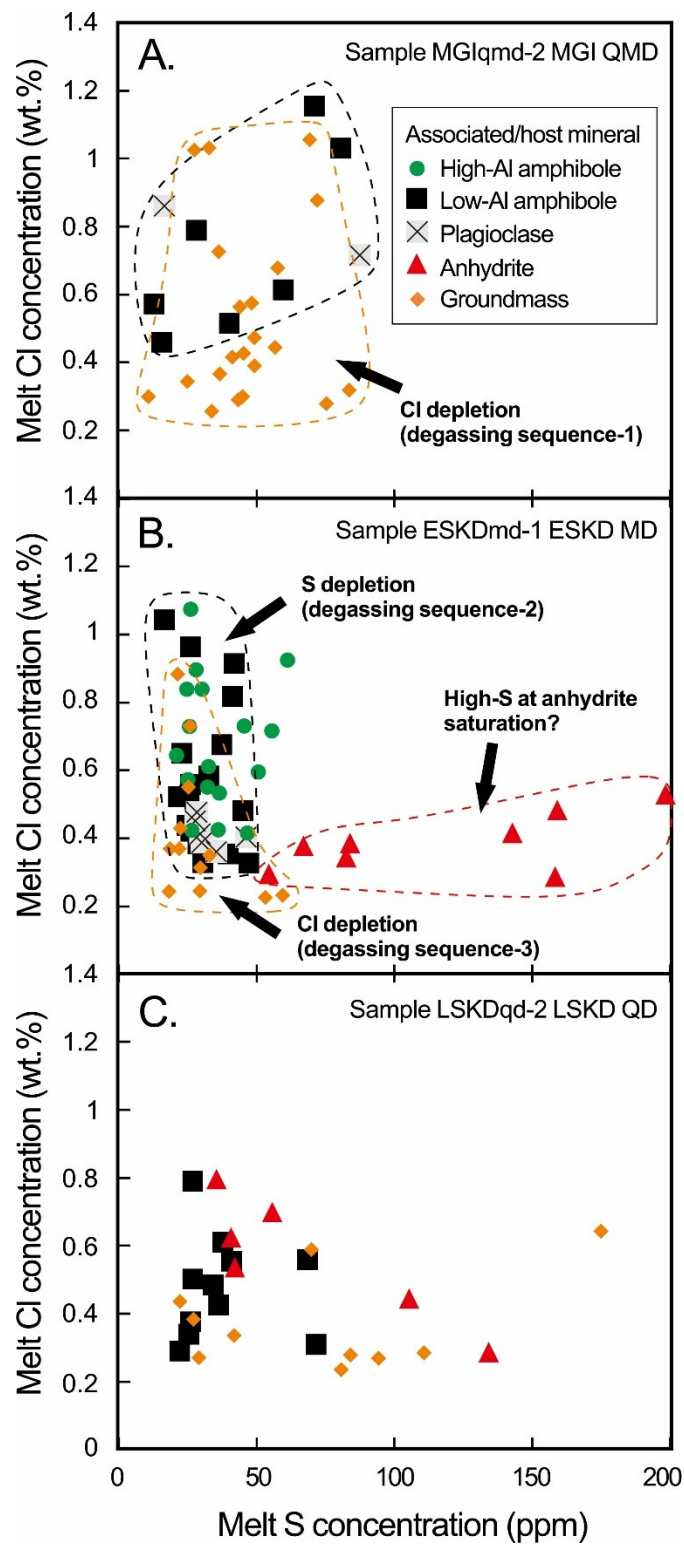 A.
Sample MGIqmd-2 MGI QMD
Associated/host mineral
High-Al amphibole
Low-Al amphibole
Plagioclase
Anhydrite
Groundmass
Cl depletion
(degassing sequence-1)
Melt Cl concentration (wt.%)
1.4
1.2
1
0.8
0.6
0.4
0.2
1.4
B.
Sample ESKDmd-1 ESKD MD
S depletion
(degassing sequence-2)
High-S at anhydrite
saturation?
Cl depletion
(degassing sequence-3)
Melt Cl concentration (wt.%)
1.2
1
0.8
0.6
0.4
0.2
1.4
C.
Sample LSKDqd-2 LSKD QD
Melt Cl concentration (wt.%)
1.2
1
0.8
0.6
0.4
0.2
0
0 50 100 150 200
Melt S concentration (ppm)